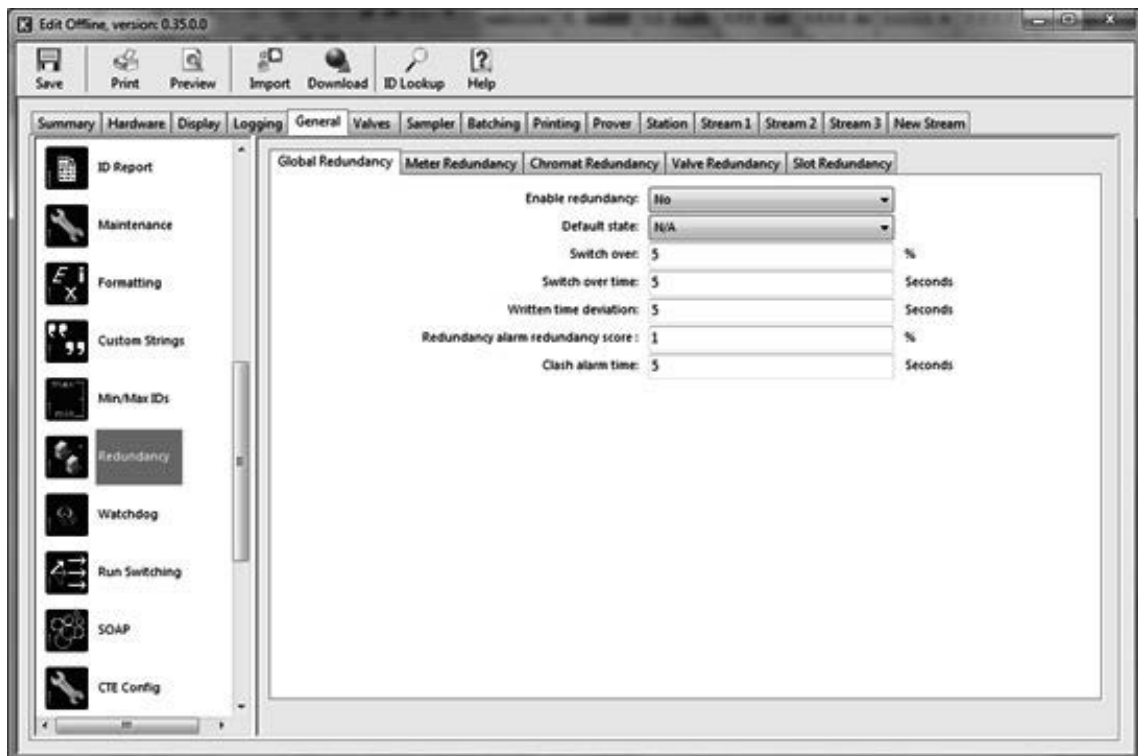 Edit Offline, version: 0.35.0.0
Save Print Preview Import Download ID Lookup Help
Summary Hardware Display Logging General Valves Sampler Batching Printing Prover Station Stream 1 Stream 2 Stream 3 New Stream
ID Report
Maintenance
Formatting
Custom Strings
Min/Max IDs
Redundancy
Watchdog
Run Switching
SOAP
CTE Config
Global Redundancy Meter Redundancy Chromat Redundancy Valve Redundancy Slot Redundancy
Enable redundancy: No
Default state: N/A
Switch over: 5 %
Switch over time: 5 Seconds
Written time deviation: 5 Seconds
Redundancy alarm redundancy score : 1 %
Clash alarm time: 5 Seconds